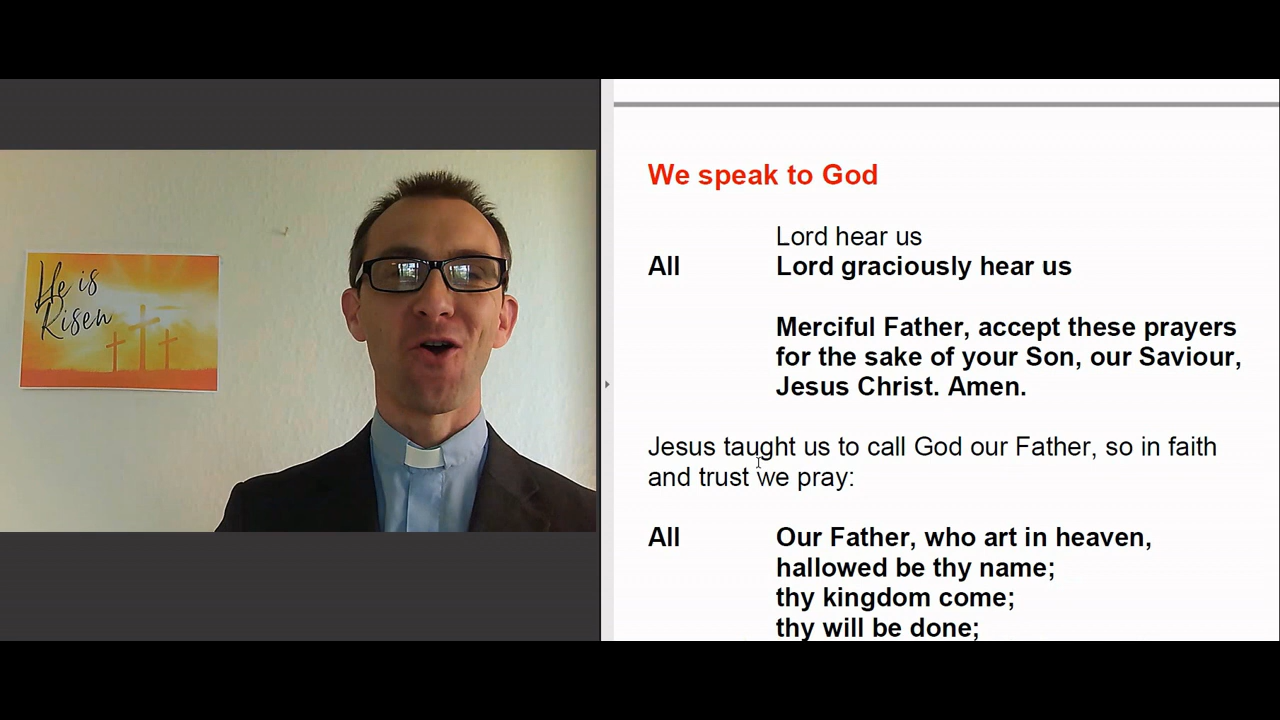 He is
Risen
We speak to God
Lord hear us
All Lord graciously hear us
Merciful Father, accept these prayers
for the sake of your Son, our Saviour,
Jesus Christ. Amen.
Jesus taught us to call God our Father, so in faith
and trust we pray:
All Our Father, who art in heaven,
hallowed be thy name;
thy kingdom come;
thy will be done;